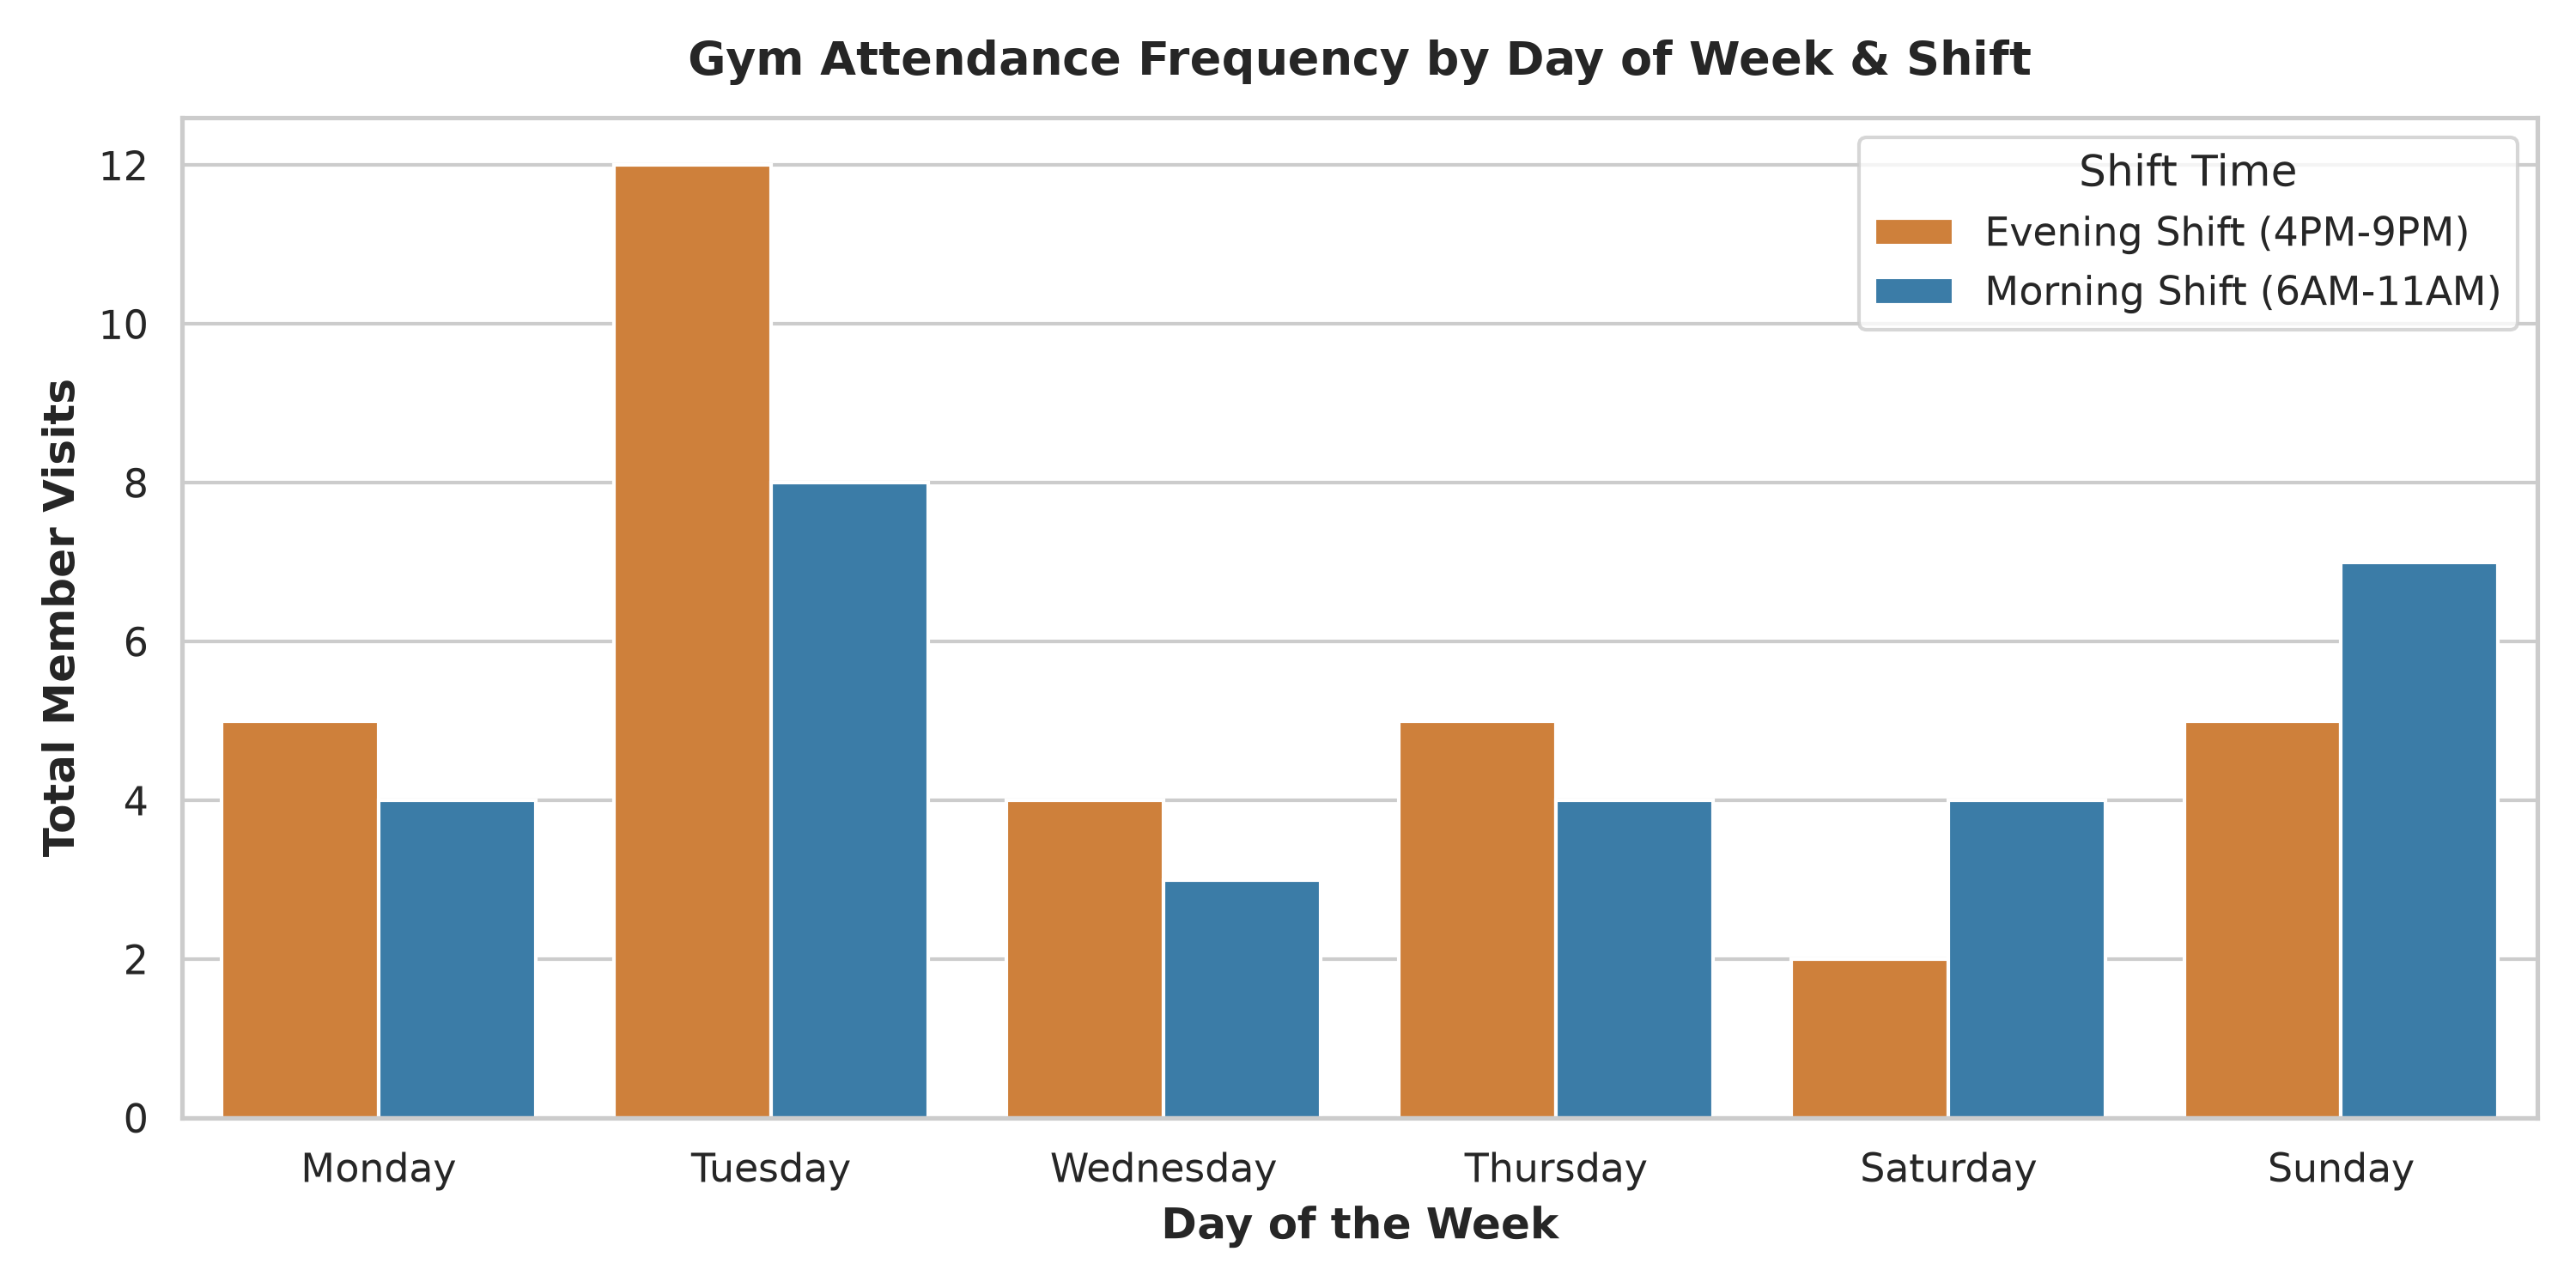 Gym Attendance Frequency by Day of Week & Shift
12
10
8
6
4
2
0
Total Member Visits
Shift Time
Evening Shift (4PM-9PM)
Morning Shift (6AM-11AM)
Monday Tuesday Wednesday Thursday Saturday Sunday
Day of the Week